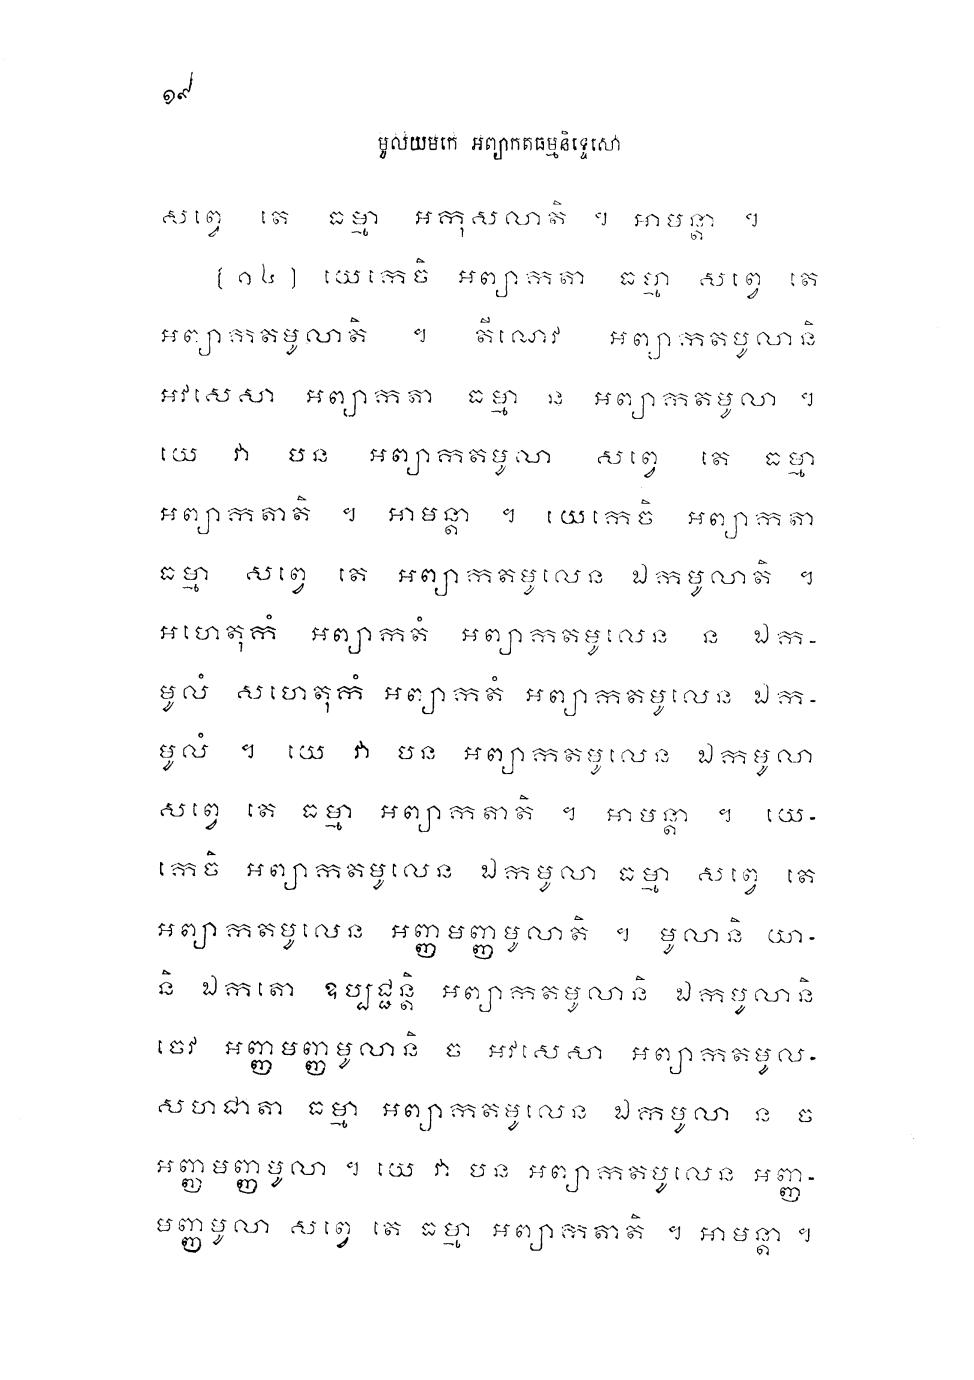 ១៩
មូលយមកេ អព្យាកតធម្មនិទ្ទេសោ
សព្វេ តេ ធម្មា អកុសលាតិ ។ អាមន្តា ។
[១៤] យេកេចិ អព្យាកតា ធម្មា សព្វេ តេ
អព្យាកតមូលាតិ ។ តីណេវ អព្យាកតមូលានិ
អវសេសា អព្យាកតា ធម្មា ន អព្យាកតមូលា ។
យេ វា បន អព្យាកតមូលា សព្វេ តេ ធម្មា
អព្យាកតាតិ ។ អាមន្តា ។ យេកេចិ អព្យាកតា
ធម្មា សព្វេ តេ អព្យាកតមូលេន ឯកមូលាតិ ។
អហេតុកំ អព្យាកតំ អព្យាកតមូលេន ន ឯក-
មូលំ សហេតុកំ អព្យាកតំ អព្យាកតមូលេន ឯក-
មូលំ ។ យេ វា បន អព្យាកតមូលេន ឯកមូលា
សព្វេ តេ ធម្មា អព្យាកតាតិ ។ អាមន្តា ។ យេ-
កេចិ អព្យាកតមូលេន ឯកមូលា ធម្មា សព្វេ តេ
អព្យាកតមូលេន អញ្ញមញ្ញមូលាតិ ។ មូលានិ យា-
និ ឯកតោ ឧប្បជ្ជន្តិ អព្យាកតមូលានិ ឯកមូលានិ
ចេវ អញ្ញមញ្ញមូលានិ ច អវសេសា អព្យាកតមូល-
សហជាតា ធម្មា អព្យាកតមូលេន ឯកមូលា ន ច
អញ្ញមញ្ញមូលា ។ យេ វា បន អព្យាកតមូលេន អញ្ញ-
មញ្ញមូលា សព្វេ តេ ធម្មា អព្យាកតាតិ ។ អាមន្តា ។